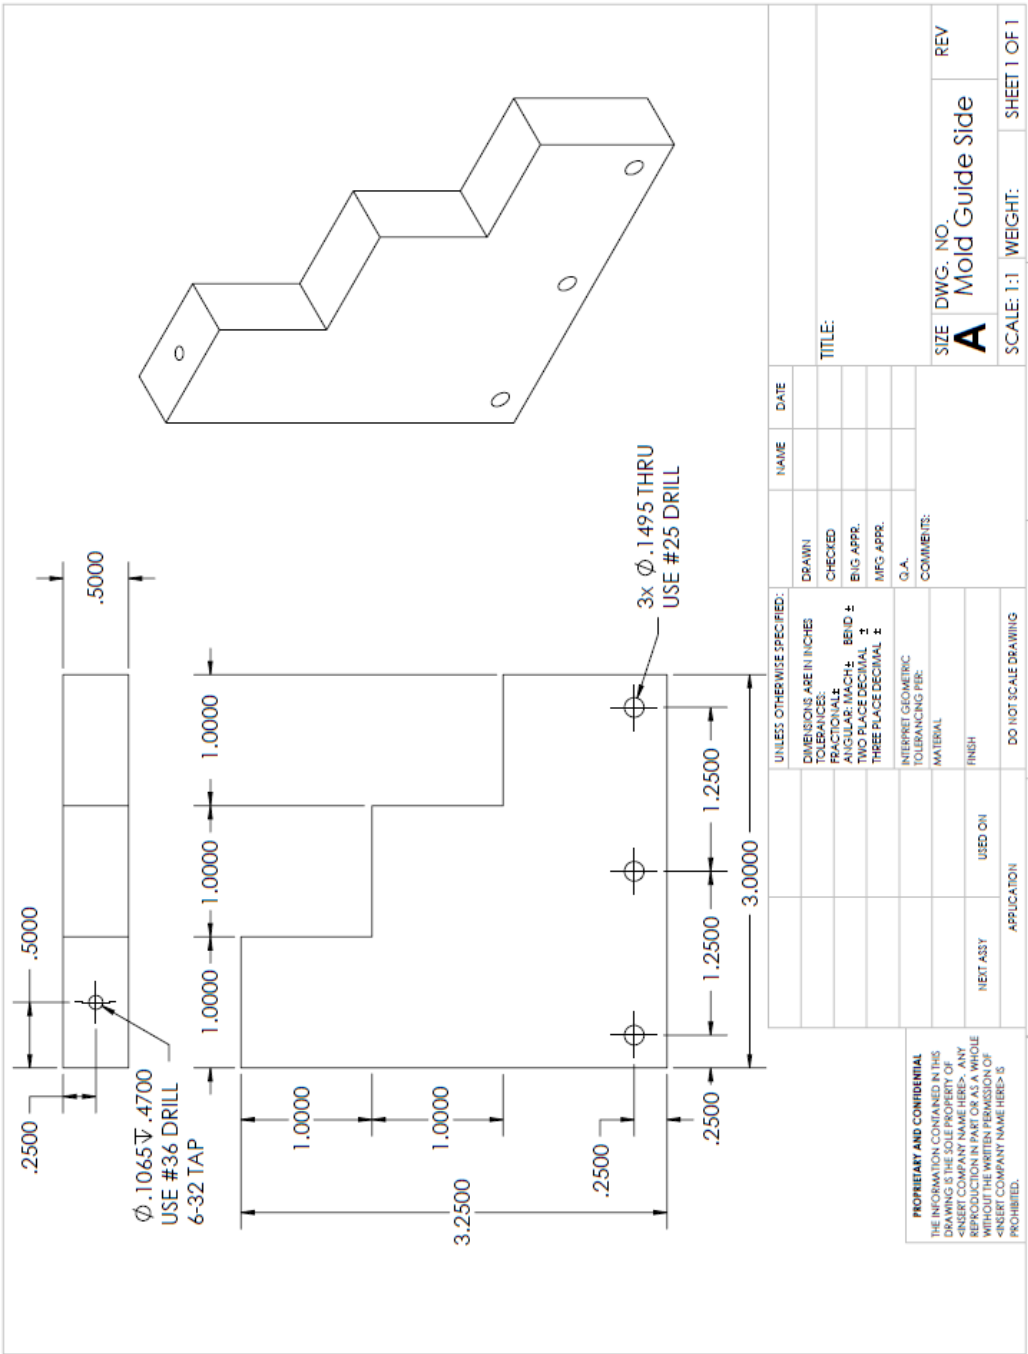 .5000
.2500
.5000
Ø.1065↧.4700
USE #36 DRILL
6-32 TAP
1.0000
1.0000
1.0000
1.0000
1.0000
3.2500
.2500
.2500
1.2500
1.2500
3.0000
3x Ø.1495 THRU
USE #25 DRILL
PROPRIETARY AND CONFIDENTIAL
THE INFORMATION CONTAINED IN THIS
DRAWING IS THE SOLE PROPERTY OF
<INSERT COMPANY NAME HERE>. ANY
REPRODUCTION IN PART OR AS A WHOLE
WITHOUT THE WRITTEN PERMISSION OF
<INSERT COMPANY NAME HERE> IS
PROHIBITED.
NEXT ASSY
USED ON
APPLICATION
UNLESS OTHERWISE SPECIFIED:
DIMENSIONS ARE IN INCHES
TOLERANCES:
FRACTIONAL±
ANGULAR: MACH± BEND ±
TWO PLACE DECIMAL ±
THREE PLACE DECIMAL ±
INTERPRET GEOMETRIC
TOLERANCING PER:
MATERIAL
FINISH
DO NOT SCALE DRAWING
NAME
DATE
DRAWN
CHECKED
ENG APPR.
MFG APPR.
Q.A.
COMMENTS:
TITLE:
SIZE
A
DWG. NO.
Mold Guide Side
REV
SCALE: 1:1
WEIGHT:
SHEET 1 OF 1